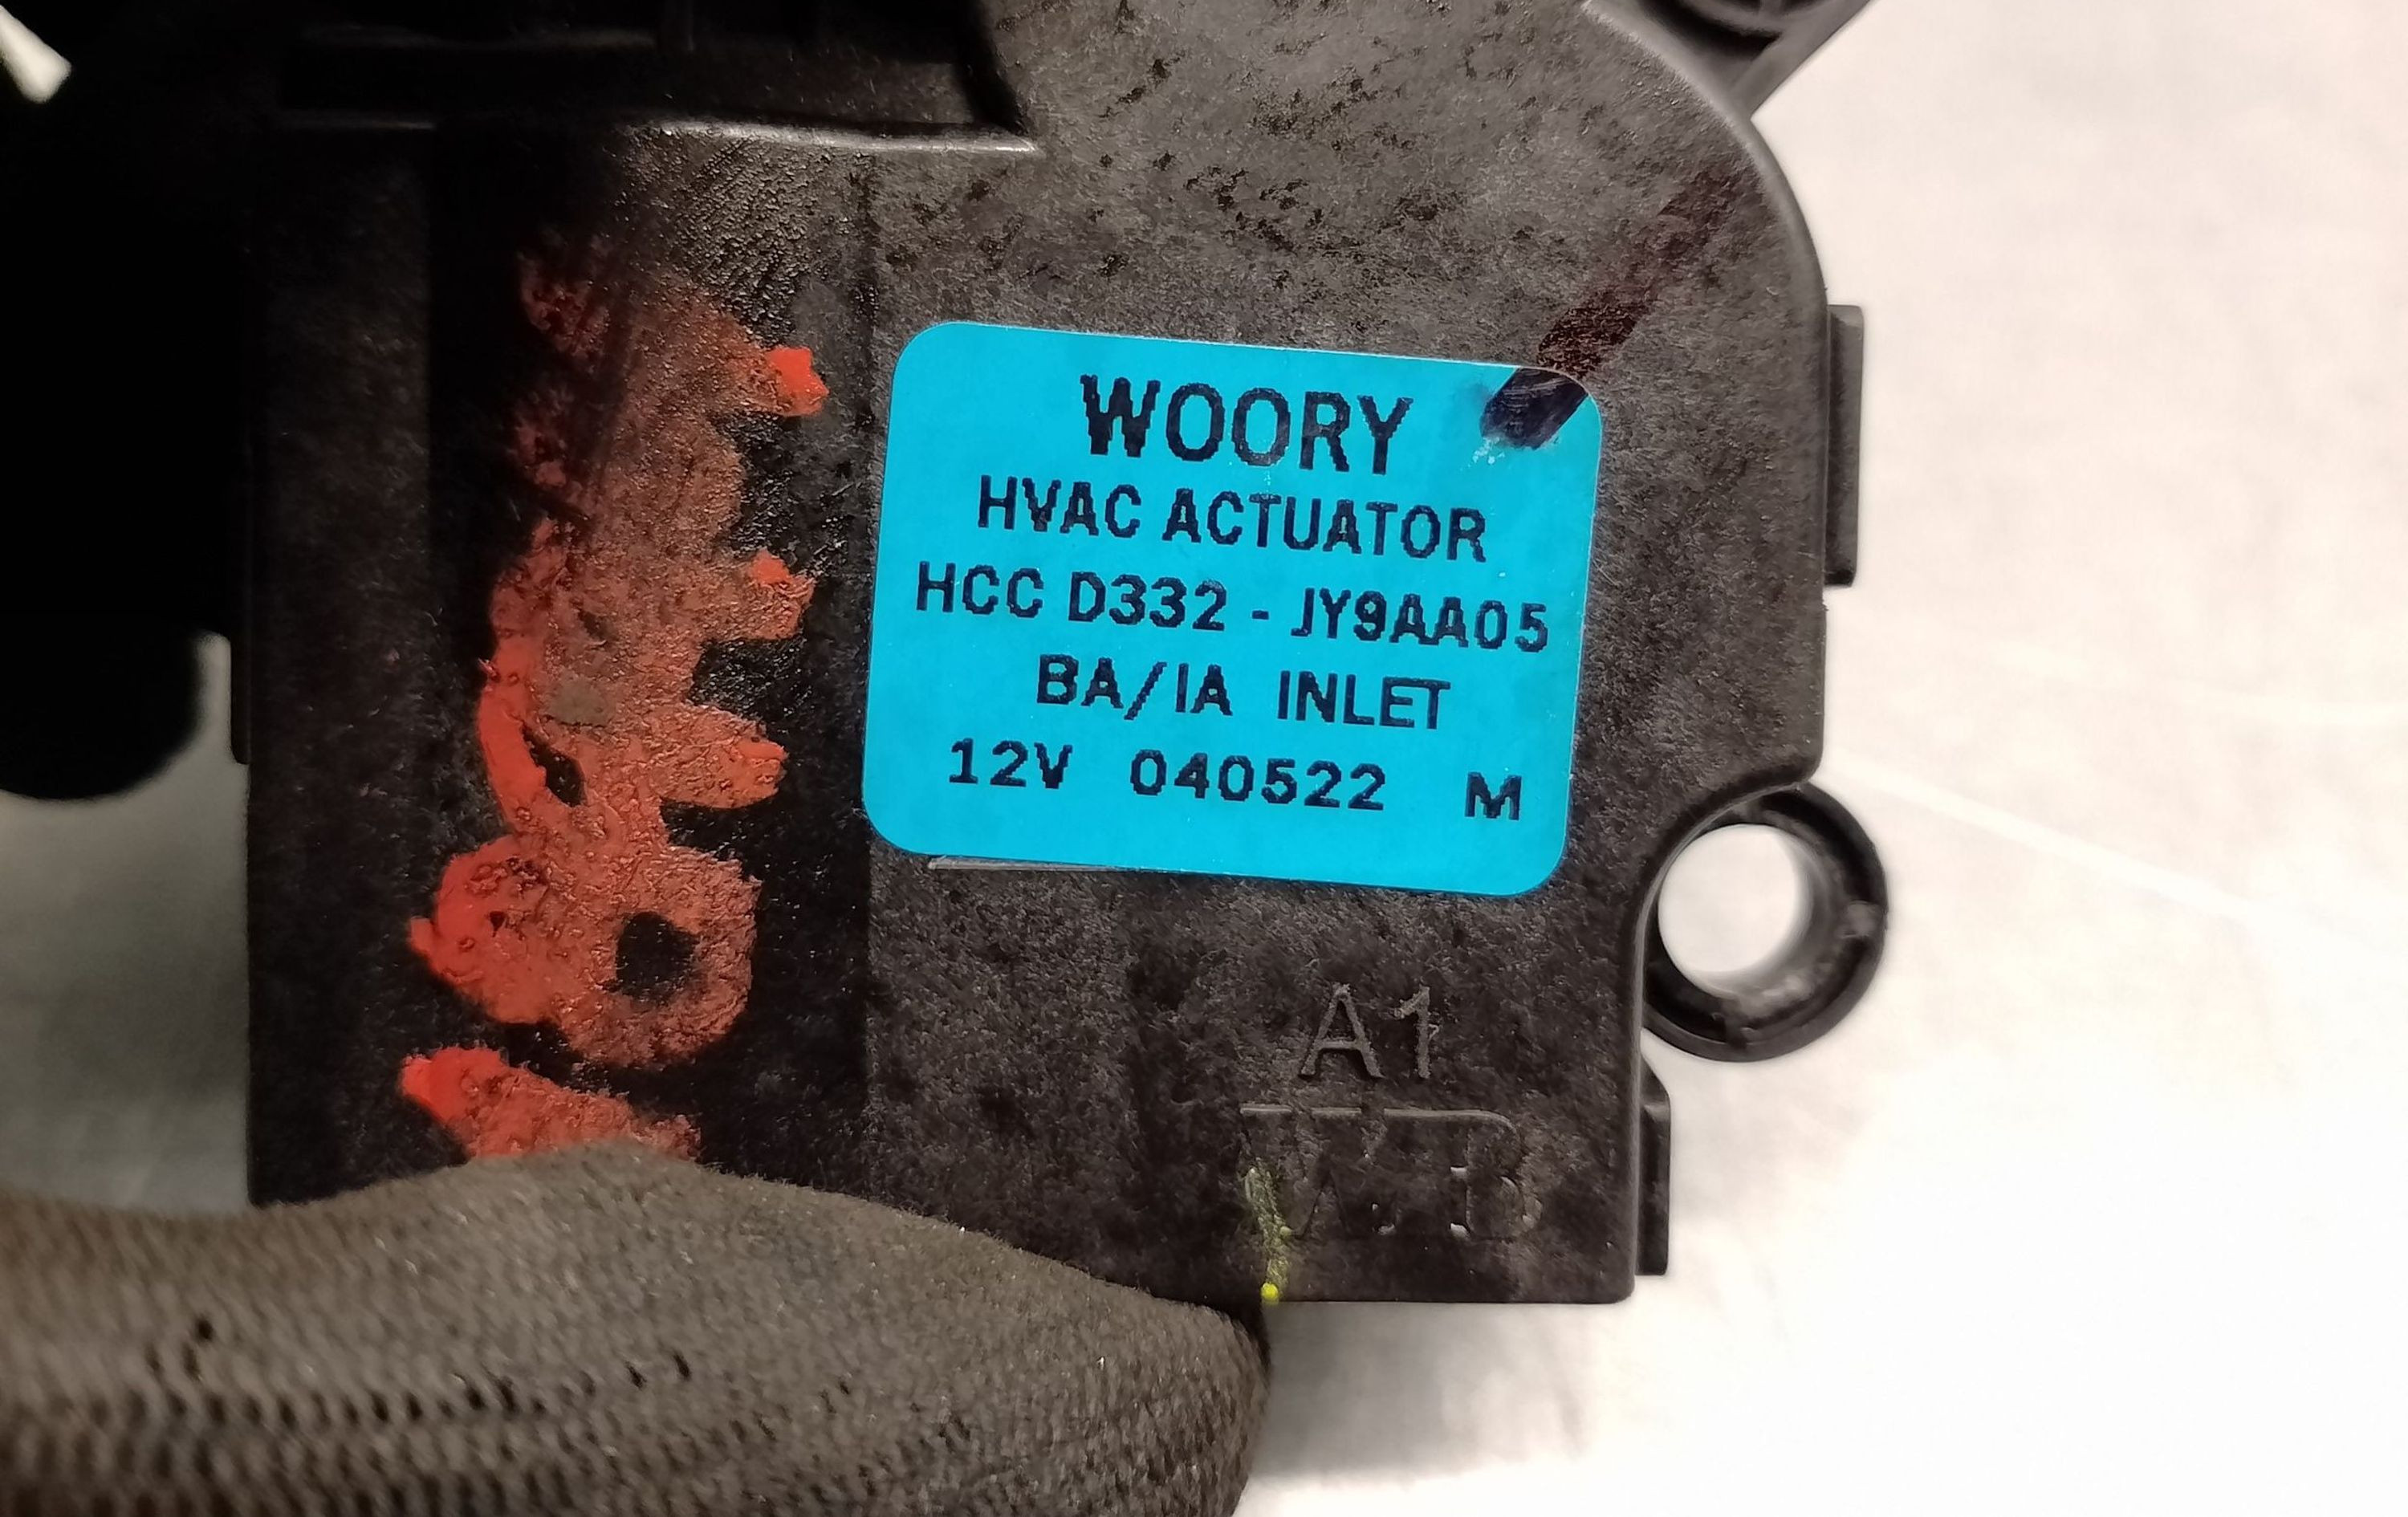 WOORY
HVAC ACTUATOR
HCC D332 - JY9AA05
BA/IA INLET
12V 040522 M
A1